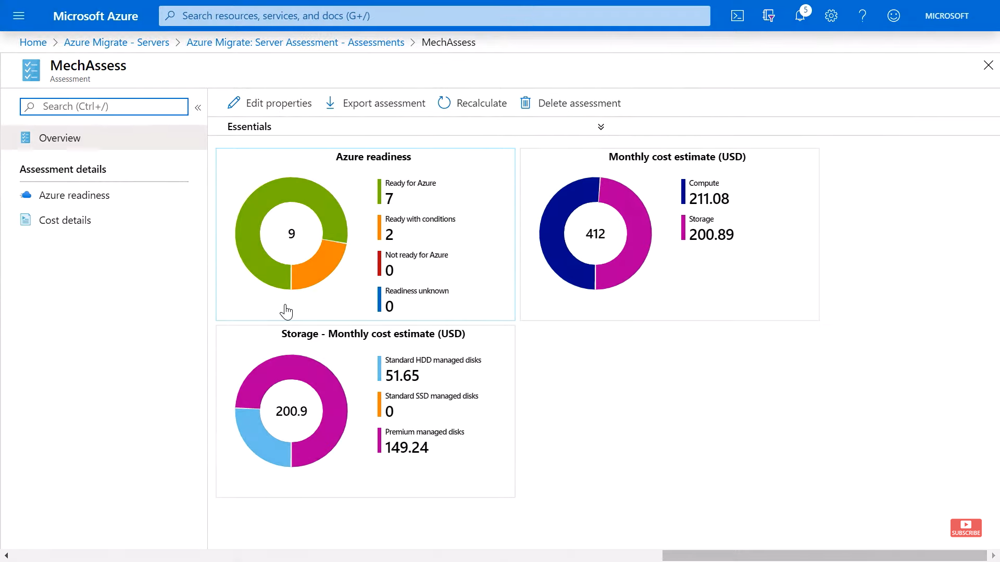 Microsoft Azure
Search resources, services, and docs (G+/)
5
MICROSOFT
Home > Azure Migrate - Servers > Azure Migrate: Server Assessment - Assessments > MechAssess
MechAssess
Assessment
Search (Ctrl+/)
«
Overview
Assessment details
Azure readiness
Cost details
Edit properties
Export assessment
Recalculate
Delete assessment
Essentials
Azure readiness
9
Ready for Azure
7
Ready with conditions
2
Not ready for Azure
0
Readiness unknown
0
Monthly cost estimate (USD)
412
Compute
211.08
Storage
200.89
Storage - Monthly cost estimate (USD)
200.9
Standard HDD managed disks
51.65
Standard SSD managed disks
0
Premium managed disks
149.24
SUBSCRIBE